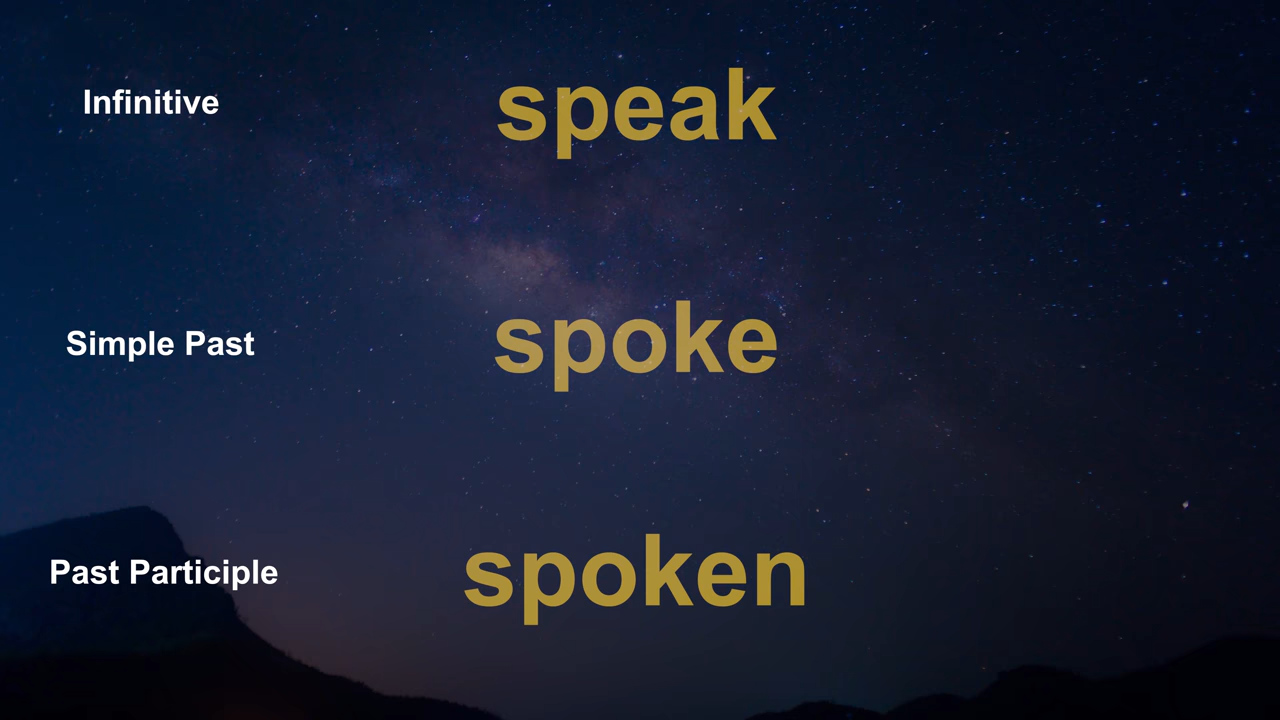 Infinitive speak
Simple Past spoke
Past Participle spoken